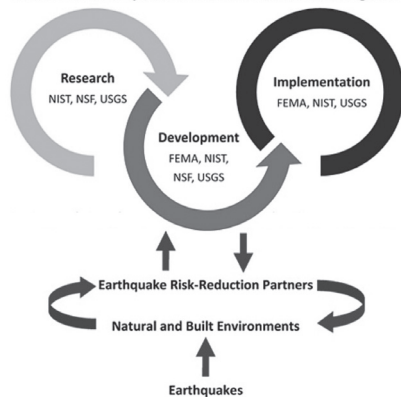 Research
NIST, NSF, USGS
Implementation
FEMA, NIST, USGS
Development
FEMA, NIST,
NSF, USGS
Earthquake Risk-Reduction Partners
Natural and Built Environments
Earthquakes